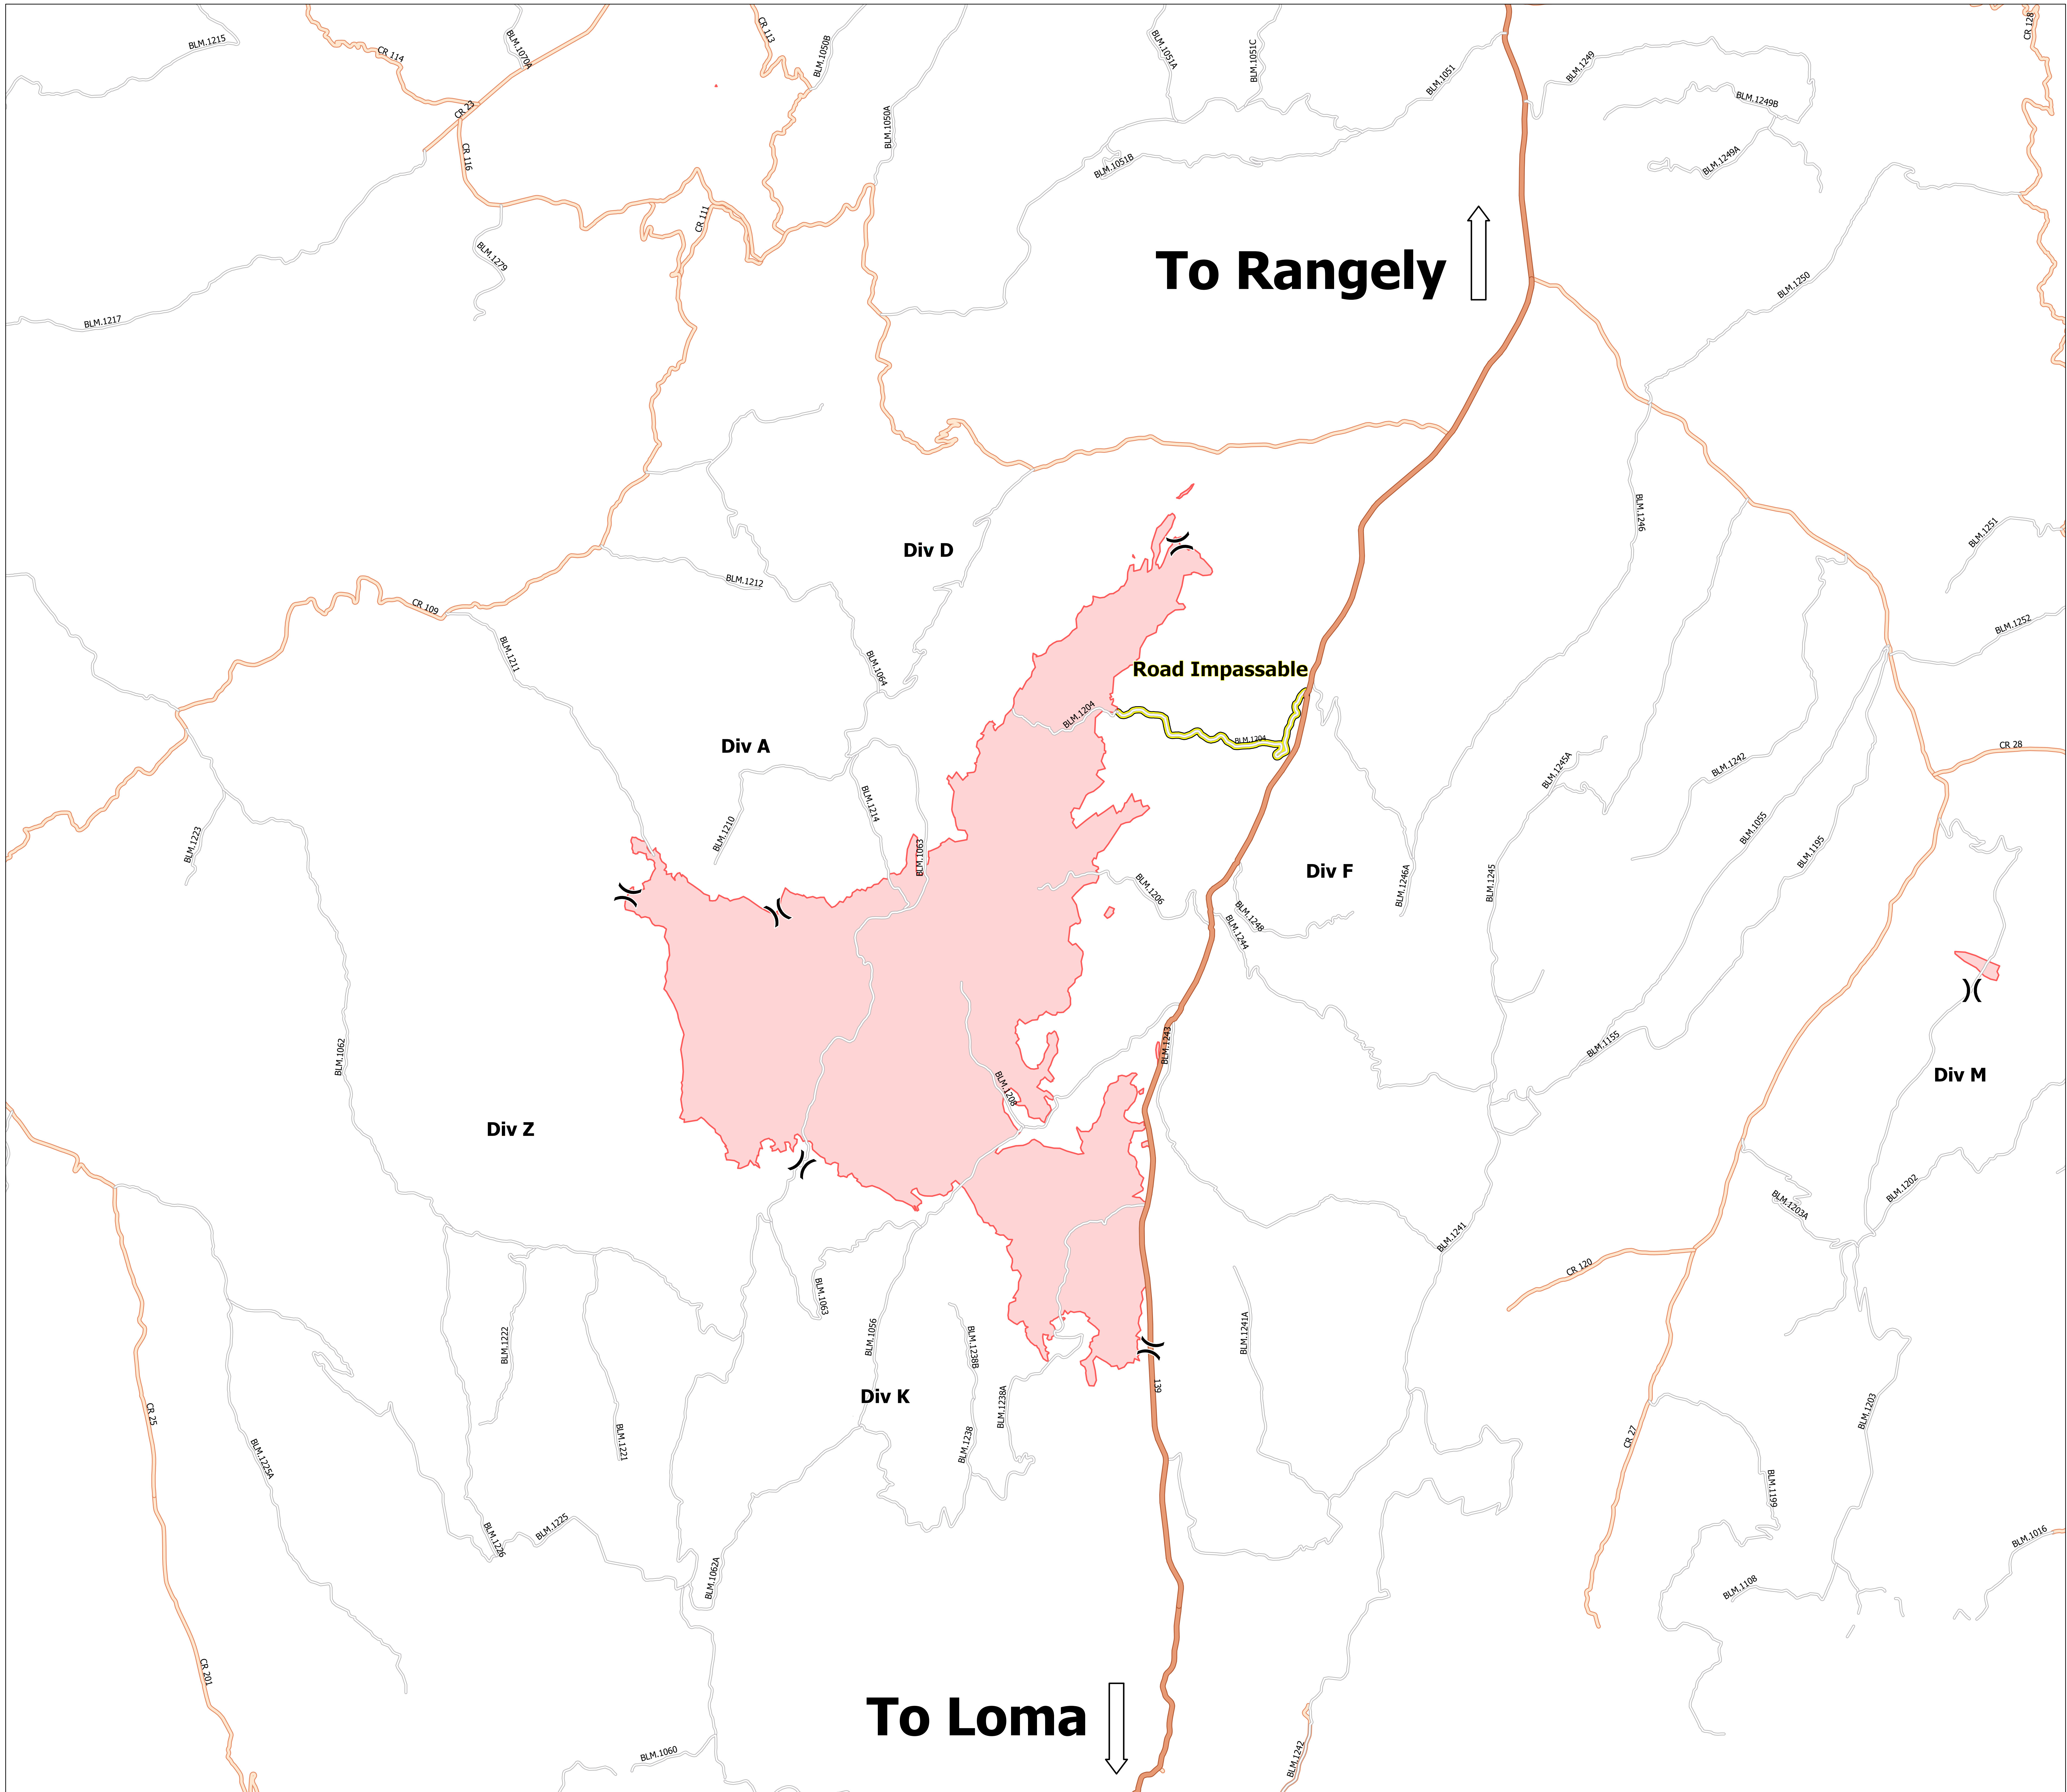 BLM.1215
CR 114
BLM.1070A
CR 113
BLM.1050B
BLM.1051A
BLM.1051C
BLM.1051
BLM.1249
CR 128
CR 23
BLM.1050A
BLM.1249B
CR 116
BLM.1051B
BLM.1249A
CR 111
BLM.1279
To Rangely
BLM.1250
BLM.1217
BLM.1246
BLM.1251
Div D
BLM.1212
CR 109
BLM.1252
BLM.1211
BLM.1064
Road Impassable
BLM.1204
BLM.1204
Div A
CR 28
BLM.1245A
BLM.1242
BLM.1214
BLM.1210
BLM.1055
BLM.1223
BLM.1063
BLM.1195
Div F
BLM.1246A
BLM.1245
BLM.1206
BLM.1248
BLM.1244
BLM.1062
BLM.1243
BLM.1155
Div M
BLM.1208
Div Z
BLM.1202
BLM.1203A
BLM.1241
CR 120
BLM.1063
BLM.1222
BLM.1056
BLM.1238B
BLM.1241A
139
Div K
BLM.1238A
CR 25
BLM.1203
BLM.1221
BLM.1238
CR 27
BLM.1225A
BLM.1199
BLM.1225
BLM.1226
BLM.1016
BLM.1062A
BLM.1108
CR 201
To Loma
BLM.1060
BLM.1242